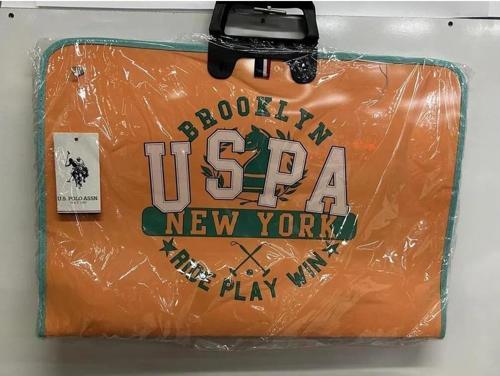 BROOKLYN
USPA
NEW YORK
RIDE PLAY WIN
U.S. POLO ASSN.